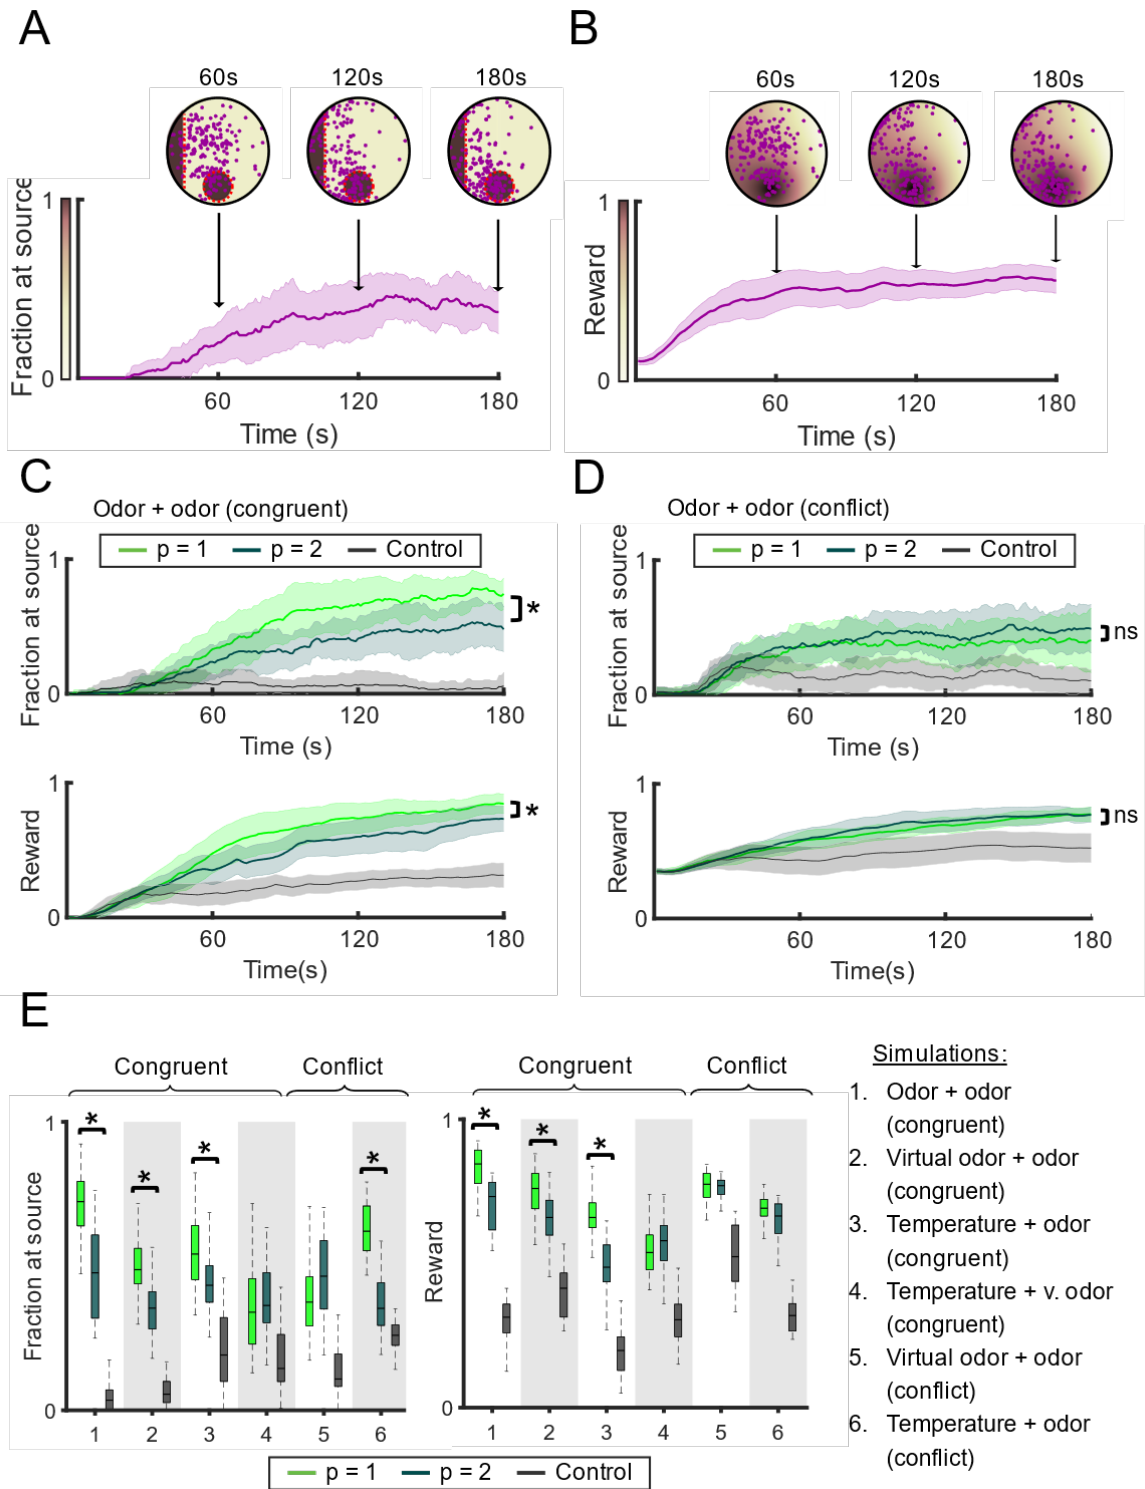 A
B
60s 120s 180s
60s 120s 180s
Fraction at source
1
0
60 120 180
Time (s)
Reward
1
0
60 120 180
Time (s)
C
D
Odor + odor (congruent)
p = 1 p = 2 Control
Fraction at source
1
0
*
60 120 180
Time (s)
Reward
1
0
*
60 120 180
Time(s)
Odor + odor (conflict)
p = 1 p = 2 Control
Fraction at source
1
0
ns
60 120 180
Time (s)
Reward
1
0
ns
60 120 180
Time(s)
E
Congruent Conflict
Fraction at source
1
0
* * * *
1 2 3 4 5 6
Congruent Conflict
Reward
1
0
* * *
1 2 3 4 5 6
p = 1 p = 2 Control
Simulations:
1. Odor + odor
(congruent)
2. Virtual odor + odor
(congruent)
3. Temperature + odor
(congruent)
4. Temperature + v. odor
(congruent)
5. Virtual odor + odor
(conflict)
6. Temperature + odor
(conflict)